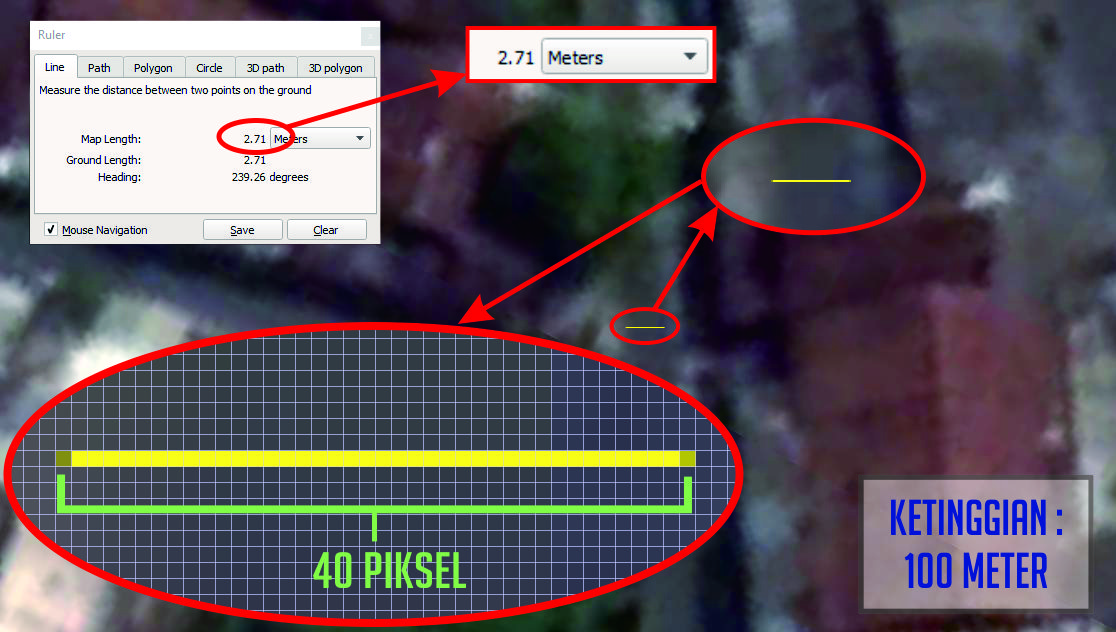 Ruler
Line Path Polygon Circle 3D path 3D polygon
Measure the distance between two points on the ground
Map Length: 2.71 Meters
Ground Length: 2.71
Heading: 239.26 degrees
Mouse Navigation Save Clear
2.71 Meters
40 PIKSEL
KETINGGIAN :
100 METER